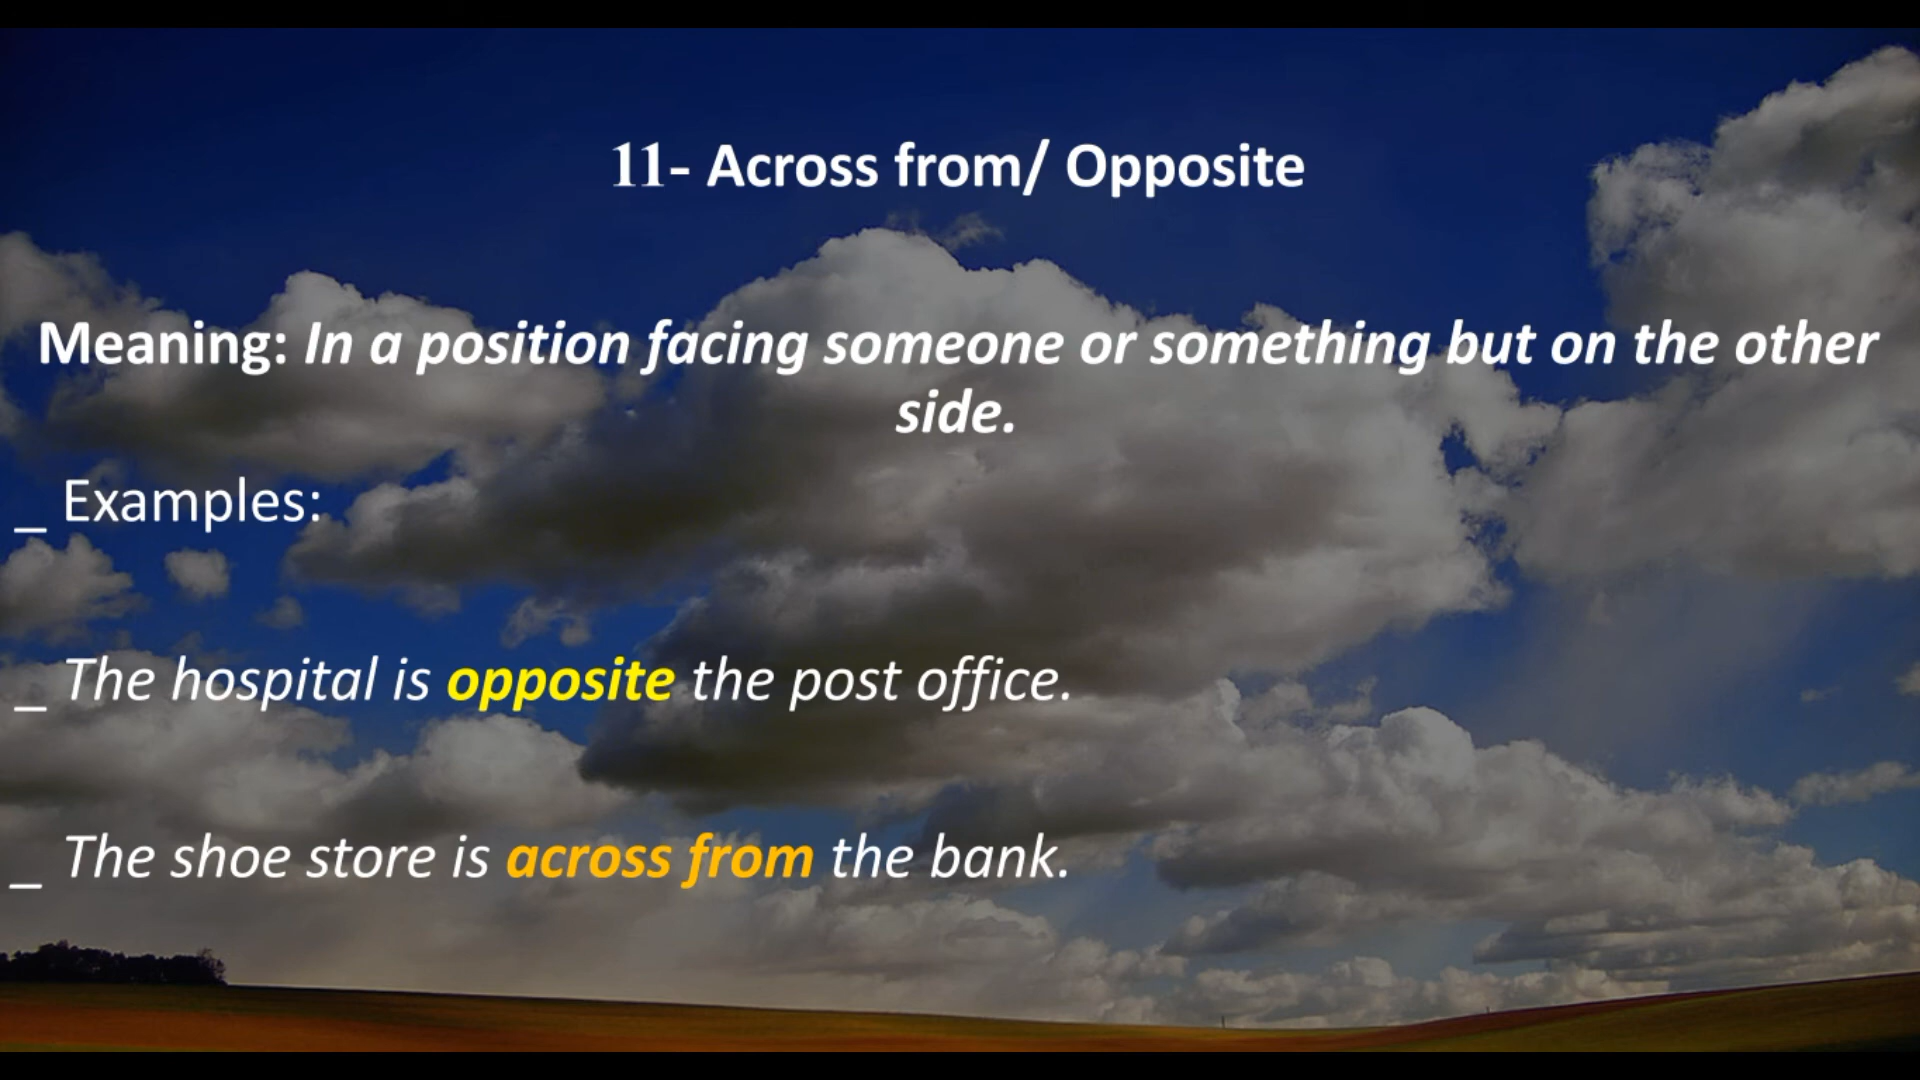 11- Across from/ Opposite
Meaning: In a position facing someone or something but on the other
side.
_ Examples:
_ The hospital is opposite the post office.
_ The shoe store is across from the bank.